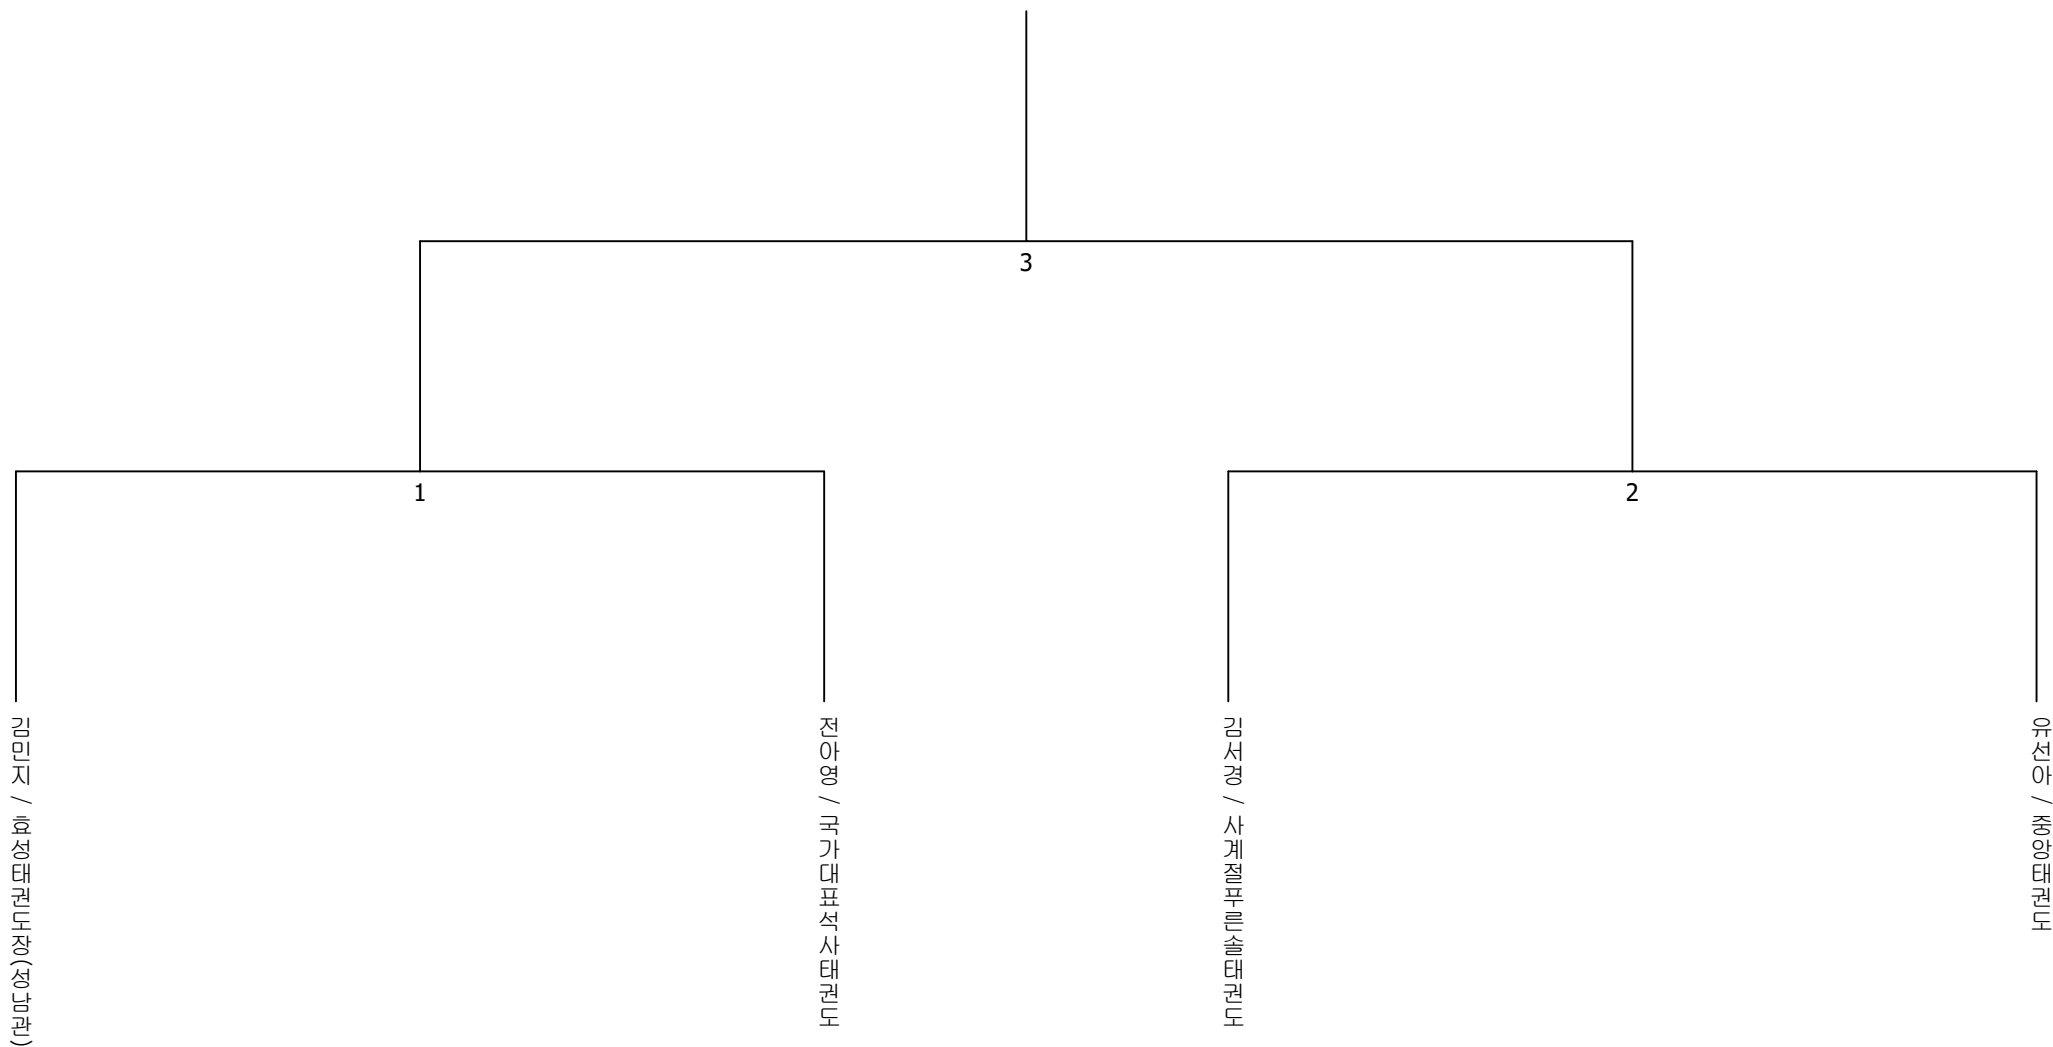 3
1
2
김민지 / 효성태권도장(성남관)
전아영 / 국가대표석사태권도
김서경 / 사계절푸른솔태권도
유선아 / 중앙태권도